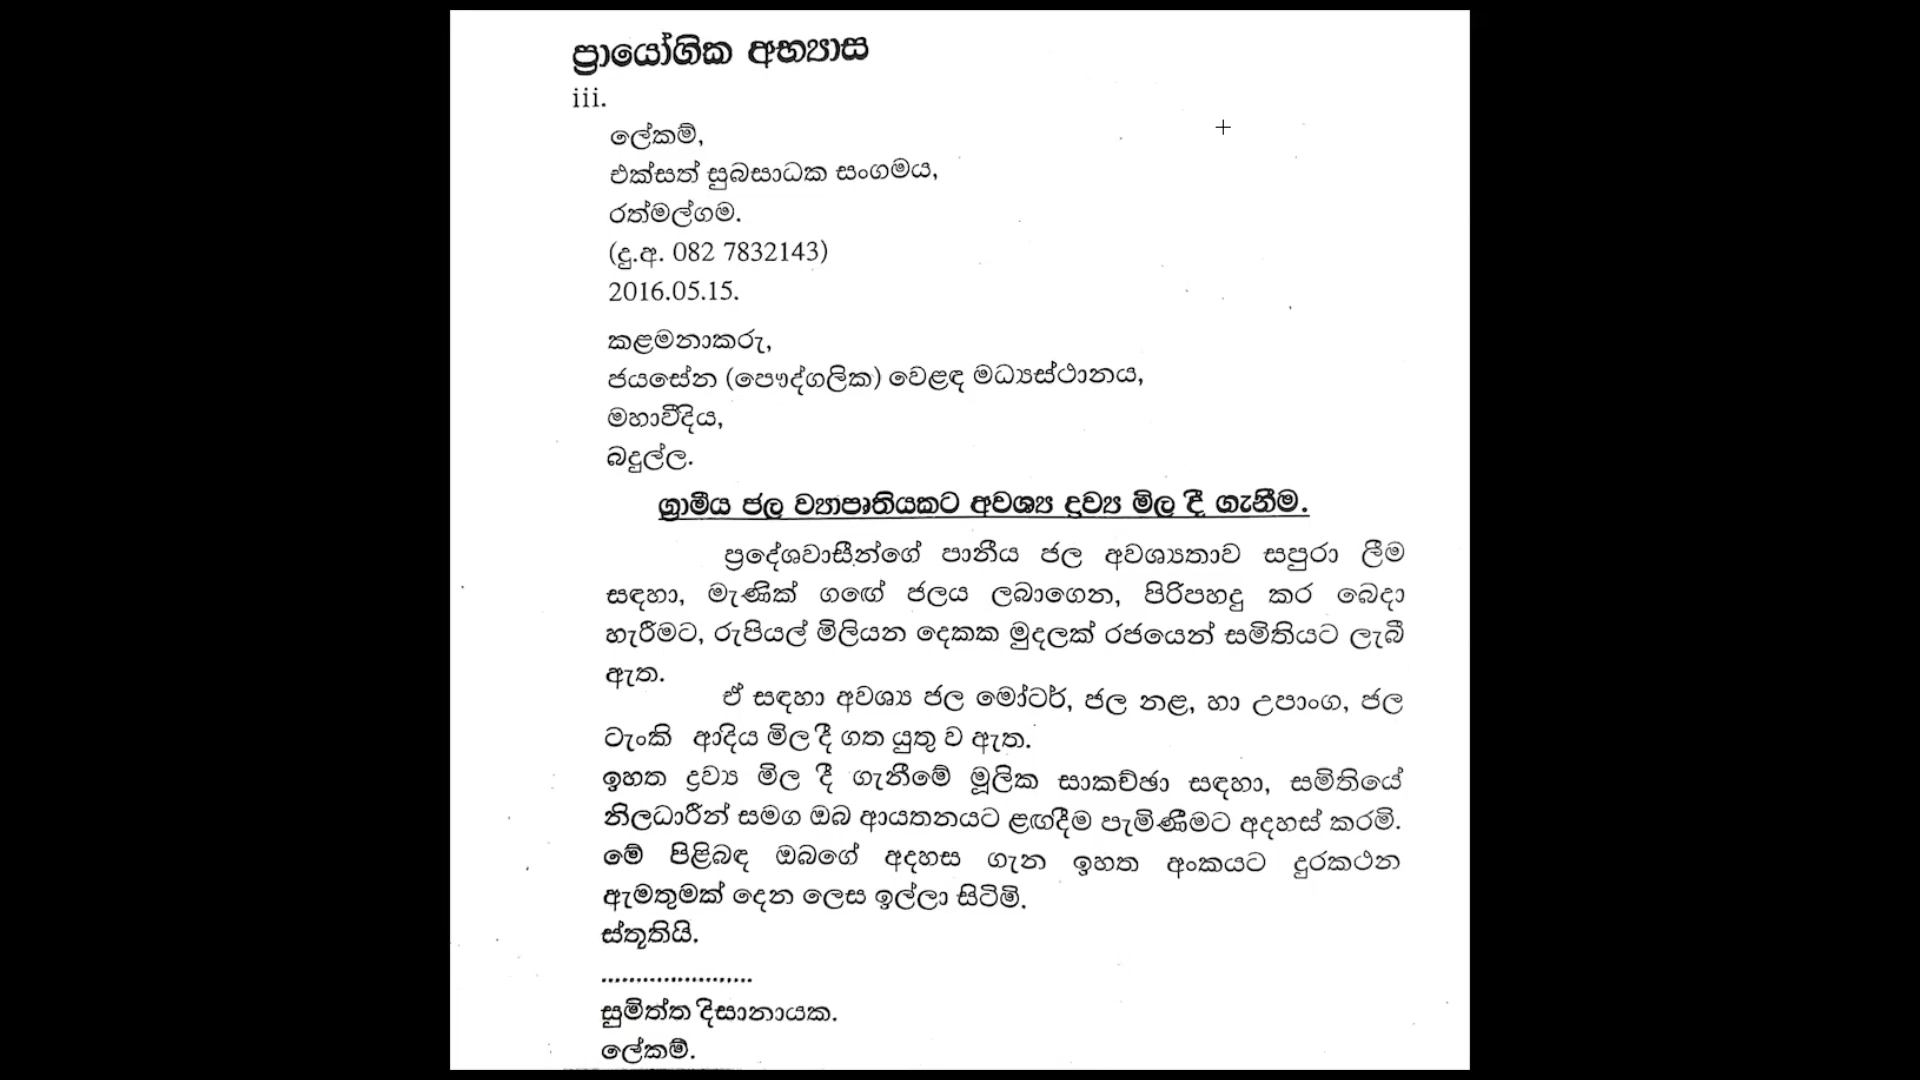 ප්‍රායෝගික අභ්‍යාස
iii.
ලේකම්,
එක්සත් සුබසාධක සංගමය,
රත්මල්ගම.
(දු.අ. 082 7832143)
2016.05.15.
කළමනාකරු,
ජයසේන (පෞද්ගලික) වෙළඳ මධ්‍යස්ථානය,
මහාවීදිය,
බදුල්ල.
ග්‍රාමීය ජල ව්‍යාපෘතියකට අවශ්‍ය ද්‍රව්‍ය මිල දී ගැනීම.
ප්‍රදේශවාසීන්ගේ පානීය ජල අවශ්‍යතාව සපුරා ලීම
සඳහා, මැණික් ගඟේ ජලය ලබාගෙන, පිරිපහදු කර බෙදා
හැරීමට, රුපියල් මිලියන දෙකක මුදලක් රජයෙන් සමිතියට ලැබී
ඇත.
ඒ සඳහා අවශ්‍ය ජල මෝටර්, ජල නළ, හා උපාංග, ජල
ටැංකි ආදිය මිල දී ගත යුතු ව ඇත.
ඉහත ද්‍රව්‍ය මිල දී ගැනීමේ මූලික සාකච්ඡා සඳහා, සමිතියේ
නිලධාරීන් සමග ඔබ ආයතනයට ළඟදීම පැමිණීමට අදහස් කරමි.
මේ පිළිබඳ ඔබගේ අදහස ගැන ඉහත අංකයට දුරකථන
ඇමතුමක් දෙන ලෙස ඉල්ලා සිටිමි.
ස්තූතියි.
......................
සුමිත්ත දිසානායක.
ලේකම්.